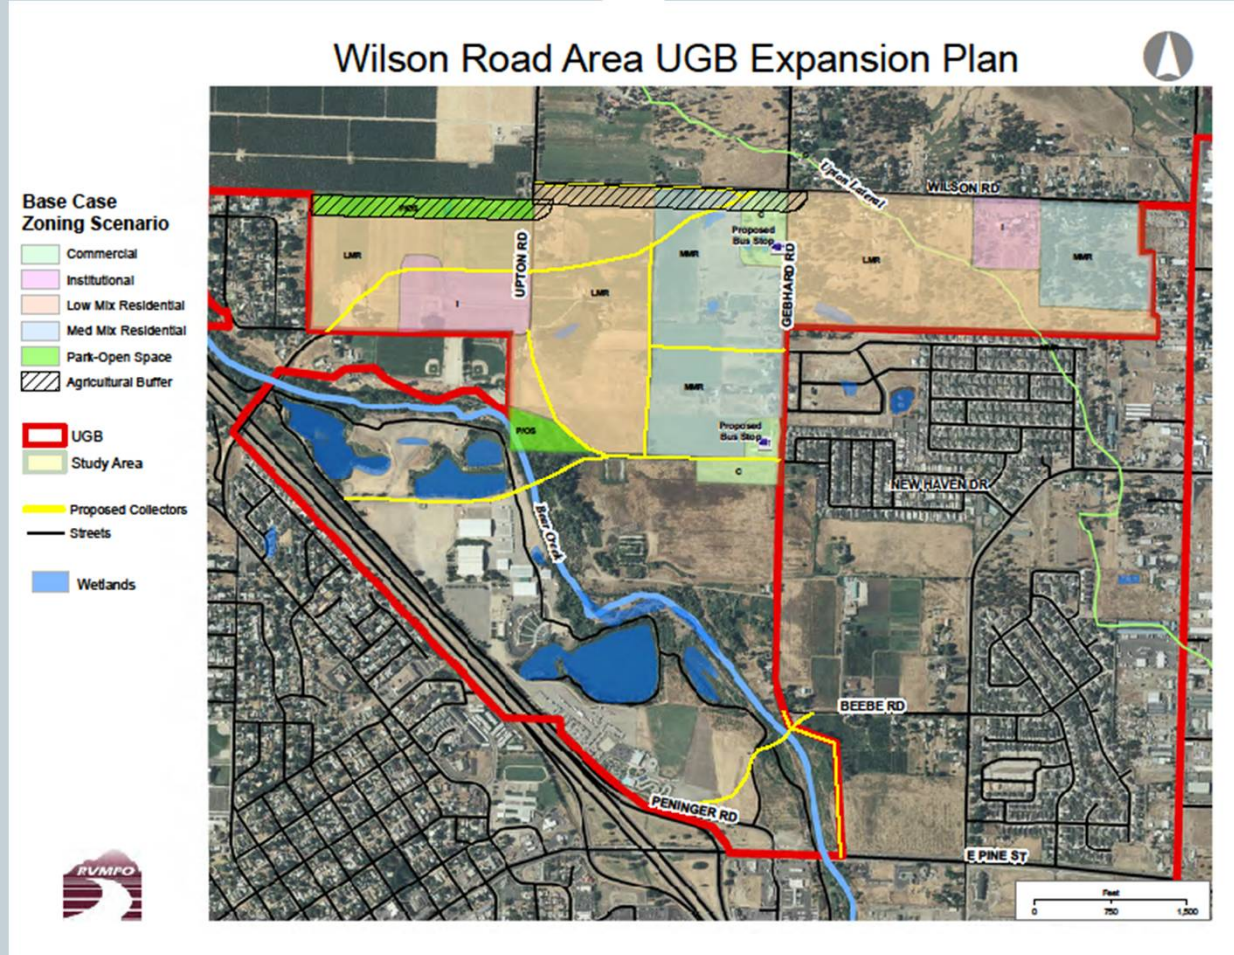 Wilson Road Area UGB Expansion Plan
Base Case
Zoning Scenario
Commercial
Institutional
Low Mix Residential
Med Mix Residential
Park-Open Space
Agricultural Buffer
UGB
Study Area
Proposed Collectors
Streets
Wetlands
RVMPO
P/OS
Upton Lateral
WILSON RD
C
Proposed
Bus Stop
I
LMR
UPTON RD
MMR
GEBHARD RD
LMR
MMR
LMR
I
MMR
P/OS
Proposed
Bus Stop
C
NEW HAVEN DR
Bear Creek
BEEBE RD
PENINGER RD
E PINE ST
Feet
0 750 1,500